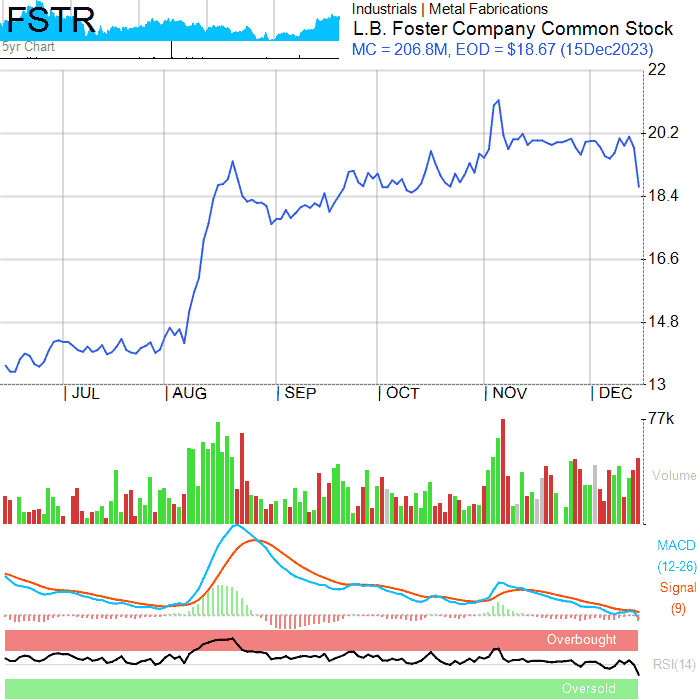 FSTR
5yr Chart
Industrials | Metal Fabrications
L.B. Foster Company Common Stock
MC = 206.8M, EOD = $18.67 (15Dec2023)
22
20.2
18.4
16.6
14.8
13
JUL
AUG
SEP
OCT
NOV
DEC
77k
Volume
MACD
(12-26)
Signal
(9)
Overbought
RSI(14)
Oversold